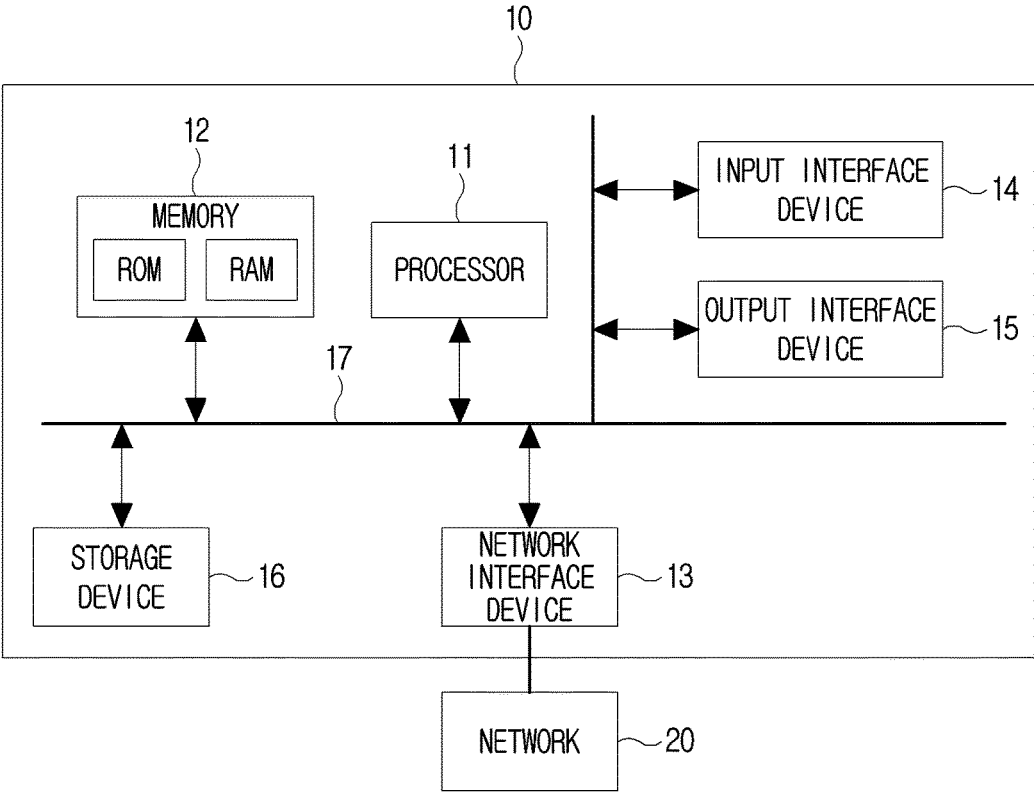 10
12
11
MEMORY
ROM
RAM
PROCESSOR
INPUT INTERFACE
DEVICE
14
OUTPUT INTERFACE
DEVICE
15
17
STORAGE
DEVICE
16
NETWORK
INTERFACE
DEVICE
13
NETWORK
20